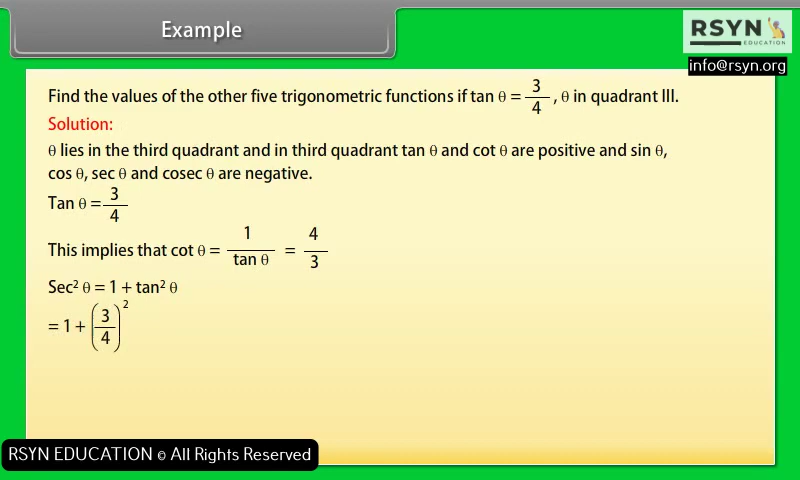 Example
RSYN
EDUCATION
info@rsyn.org
Find the values of the other five trigonometric functions if tan θ = 3/4 , θ in quadrant III.
Solution:
θ lies in the third quadrant and in third quadrant tan θ and cot θ are positive and sin θ,
cos θ, sec θ and cosec θ are negative.
Tan θ = 3/4
This implies that cot θ = 1/tan θ = 4/3
Sec² θ = 1 + tan² θ
= 1 + (3/4)²
RSYN EDUCATION © All Rights Reserved